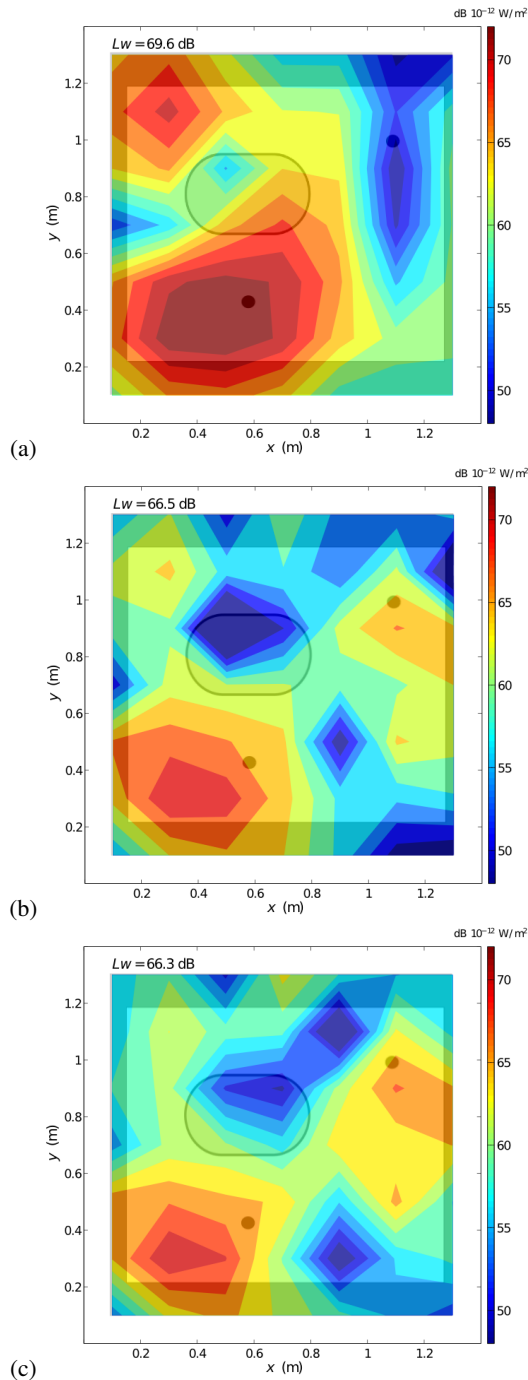 dB 10⁻¹² W/m²
Lw = 69.6 dB
70
65
60
55
50
1.2
1
0.8
0.6
0.4
0.2
y (m)
0.2 0.4 0.6 0.8 1 1.2
x (m)
(a)
dB 10⁻¹² W/m²
Lw = 66.5 dB
70
65
60
55
50
1.2
1
0.8
0.6
0.4
0.2
y (m)
0.2 0.4 0.6 0.8 1 1.2
x (m)
(b)
dB 10⁻¹² W/m²
Lw = 66.3 dB
70
65
60
55
50
1.2
1
0.8
0.6
0.4
0.2
y (m)
0.2 0.4 0.6 0.8 1 1.2
x (m)
(c)